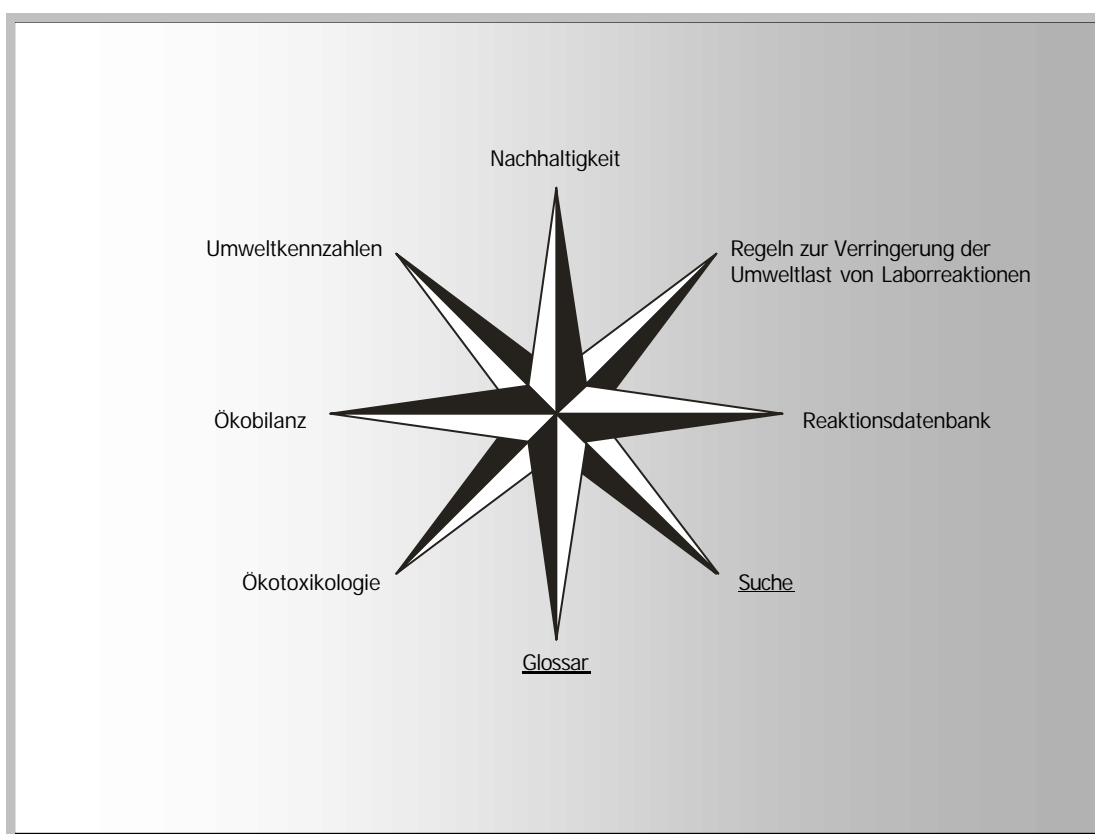 Nachhaltigkeit
Umweltkennzahlen
Regeln zur Verringerung der
Umweltlast von Laborreaktionen
Ökobilanz
Reaktionsdatenbank
Ökotoxikologie
Suche
Glossar